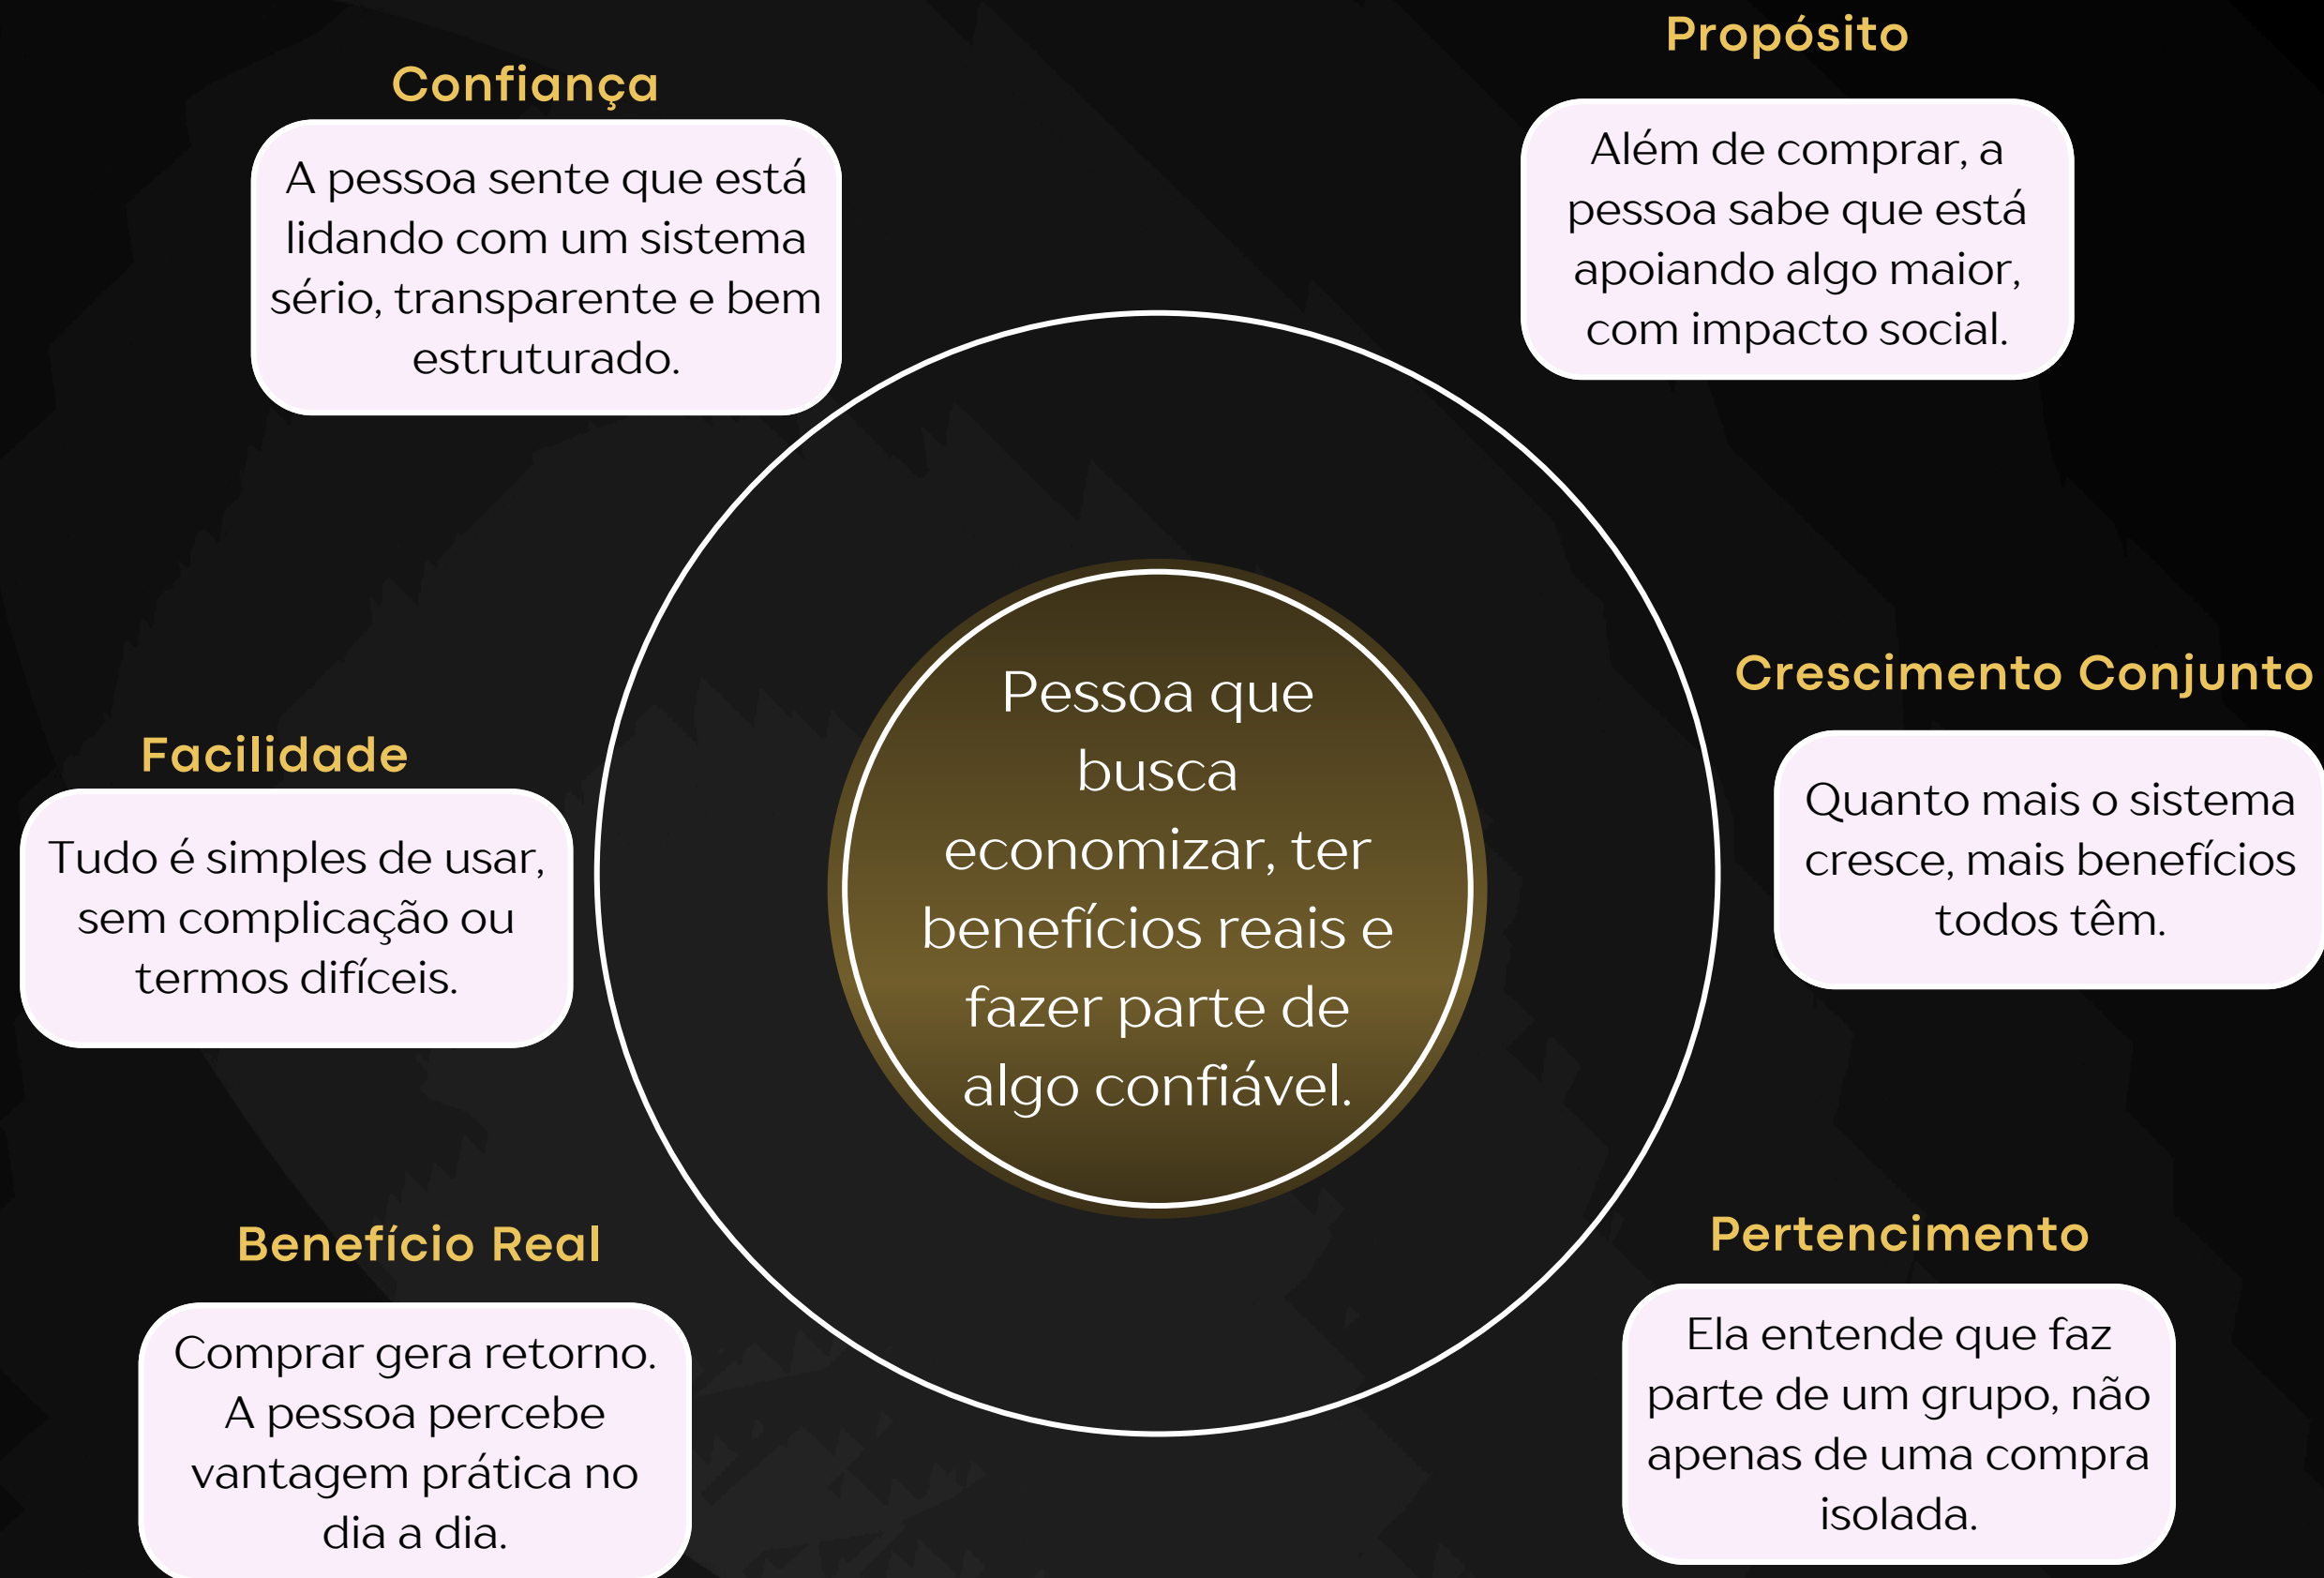 Confiança
A pessoa sente que está
lidando com um sistema
sério, transparente e bem
estruturado.
Propósito
Além de comprar, a
pessoa sabe que está
apoiando algo maior,
com impacto social.
Facilidade
Tudo é simples de usar,
sem complicação ou
termos difíceis.
Pessoa que
busca
economizar, ter
benefícios reais e
fazer parte de
algo confiável.
Crescimento Conjunto
Quanto mais o sistema
cresce, mais benefícios
todos têm.
Benefício Real
Comprar gera retorno.
A pessoa percebe
vantagem prática no
dia a dia.
Pertencimento
Ela entende que faz
parte de um grupo, não
apenas de uma compra
isolada.